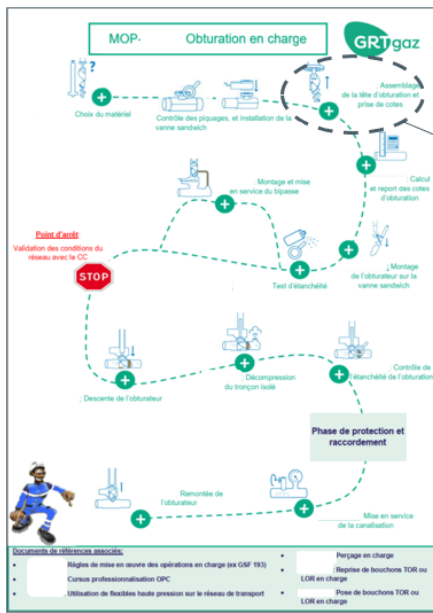 MOP- Obturation en charge
GRTgaz
?
Choix du matériel
Contrôle des piquages, et installation de la
vanne sandwich
Assemblage
de la tête d'obturation et
prise de cotes
: Calcul
et report des cotes
d'obturation
Montage et mise
en service du bipasse
Point d'arrêt
Validation des conditions du
réseau avec le CC
STOP
Test d'étanchéité
Montage
de l'obturateur sur la
vanne sandwich
: Descente de l'obturateur
: Décompression
du tronçon isolé
: Contrôle de
l'étanchéité de l'obturation
Phase de protection et
raccordement
Remontée de
l'obturateur
Mise en service
de la canalisation
Documents de références associés:
• Règles de mise en œuvre des opérations en charge (ex GSF 193)
• Cursus professionnalisation OPC
• : Utilisation de flexibles haute pression sur le réseau de transport
• Perçage en charge
• : Reprise de bouchons TOR ou
LOR en charge
• Pose de bouchons TOR ou
LOR en charge